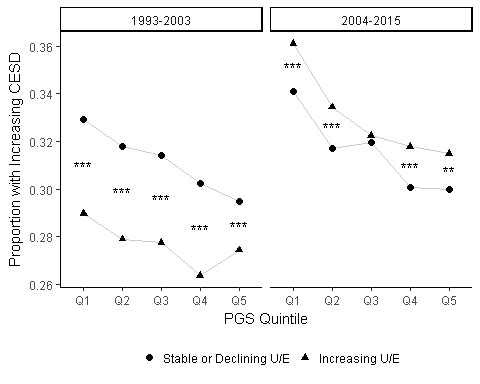 1993-2003 2004-2015
Proportion with Increasing CESD
0.36
0.34
0.32
0.30
0.28
0.26
*** *** *** *** ***
*** *** *** **
Q1 Q2 Q3 Q4 Q5 Q1 Q2 Q3 Q4 Q5
PGS Quintile
Stable or Declining U/E Increasing U/E